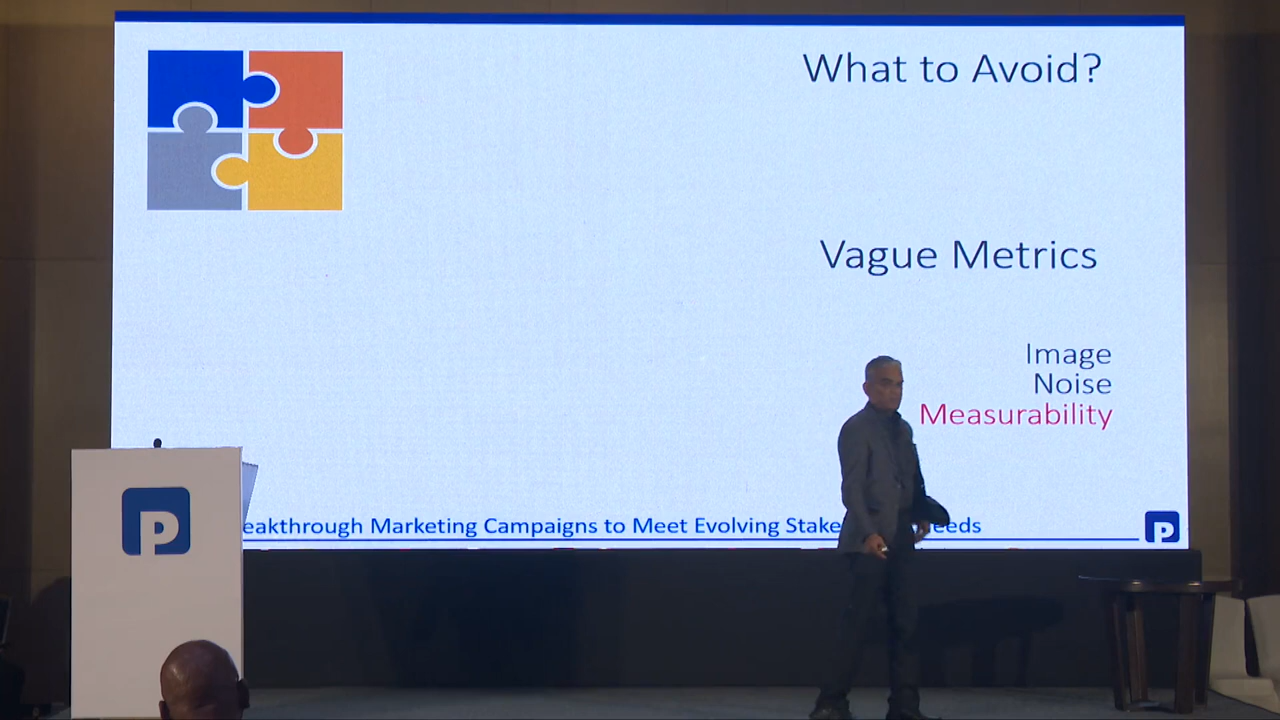 What to Avoid?
Vague Metrics
Image
Noise
Measurability
eakthrough Marketing Campaigns to Meet Evolving Stake eeds
P
P